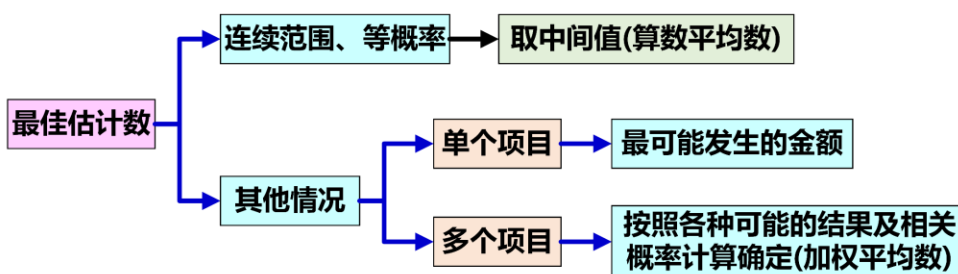 连续范围、等概率
取中间值(算数平均数)
最佳估计数
单个项目
最可能发生的金额
其他情况
多个项目
按照各种可能的结果及相关
概率计算确定(加权平均数)